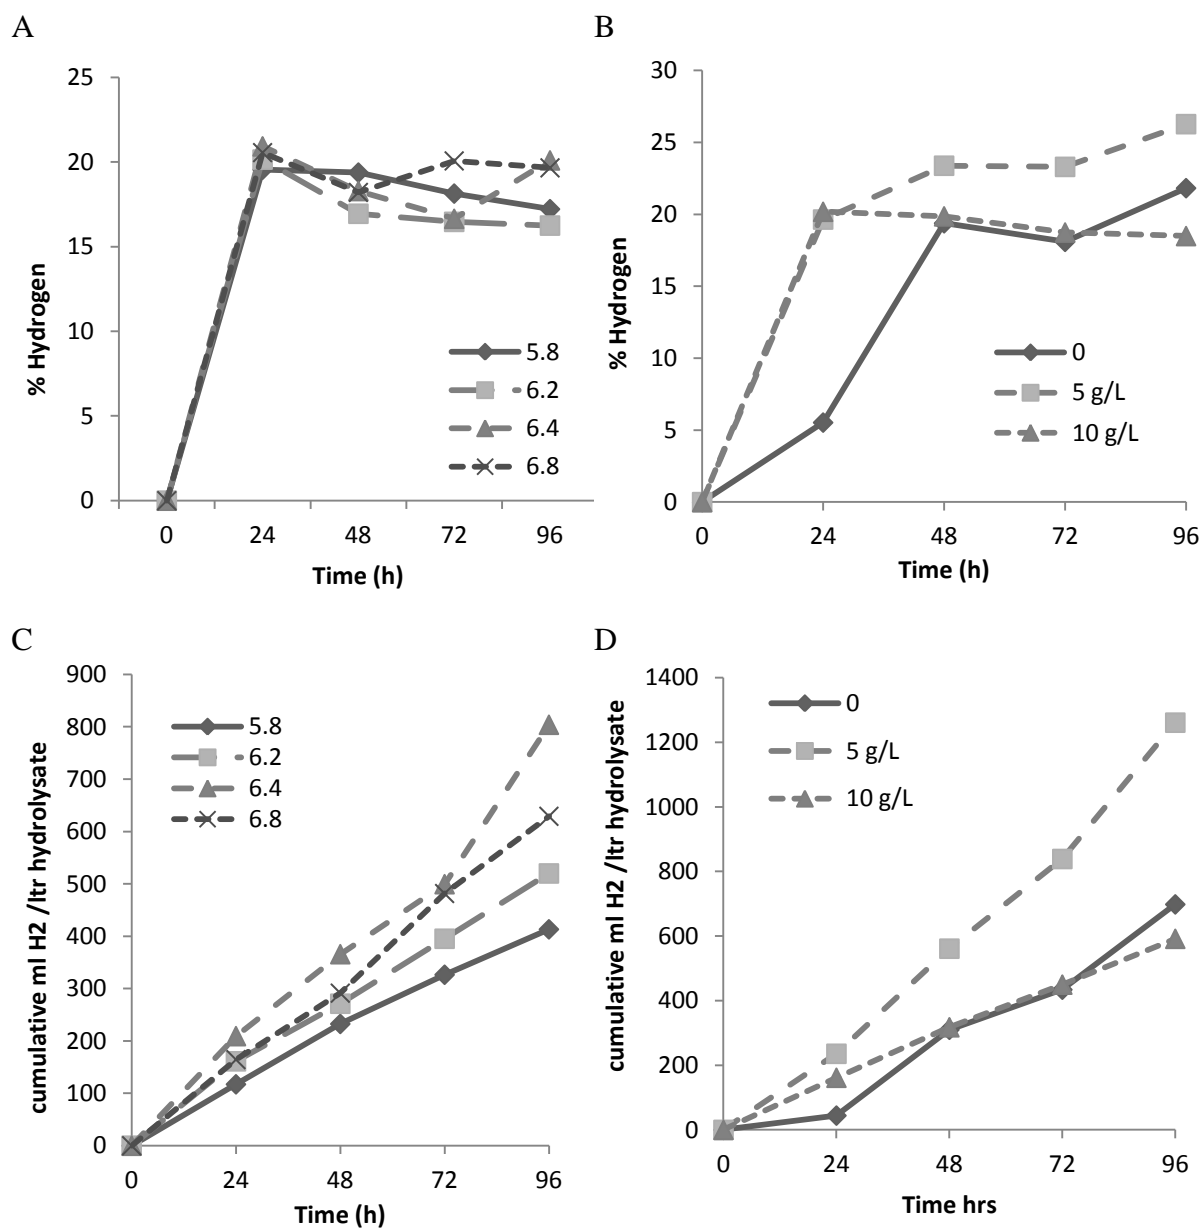 A
25
20
15
10
5
0
% Hydrogen
0 24 48 72 96
Time (h)
5.8
6.2
6.4
6.8
B
30
25
20
15
10
5
0
% Hydrogen
0 24 48 72 96
Time (h)
0
5 g/L
10 g/L
C
900
800
700
600
500
400
300
200
100
0
cumulative ml H2 /ltr hydrolysate
0 24 48 72 96
Time (h)
5.8
6.2
6.4
6.8
D
1400
1200
1000
800
600
400
200
0
cumulative ml H2 /ltr hydrolysate
0 24 48 72 96
Time hrs
0
5 g/L
10 g/L